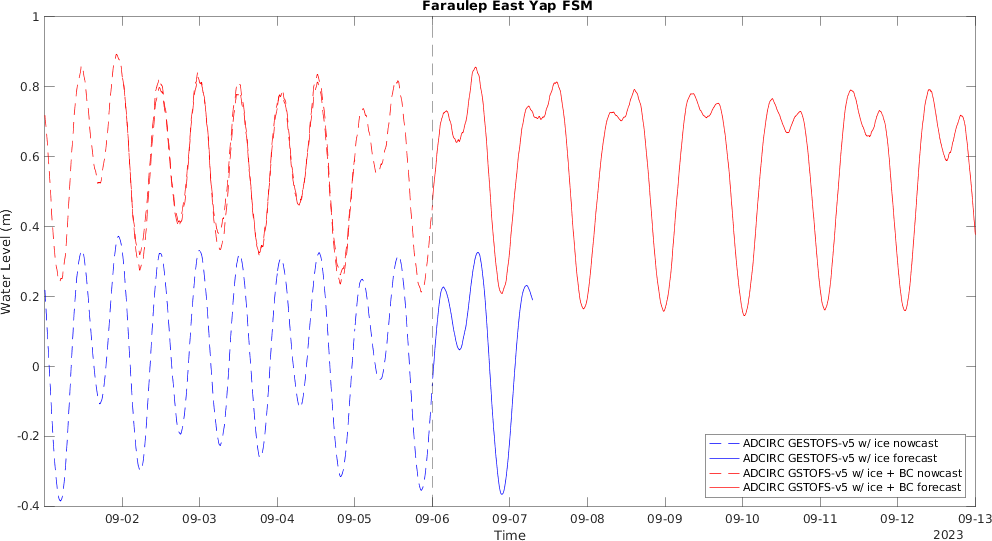 Faraulep East Yap FSM
1
0.8
0.6
0.4
0.2
0
-0.2
-0.4
Water Level (m)
ADCIRC GESTOFS-v5 w/ ice nowcast
ADCIRC GESTOFS-v5 w/ ice forecast
ADCIRC GSTOFS-v5 w/ ice + BC nowcast
ADCIRC GSTOFS-v5 w/ ice + BC forecast
09-02 09-03 09-04 09-05 09-06 09-07 09-08 09-09 09-10 09-11 09-12 09-13
Time
2023